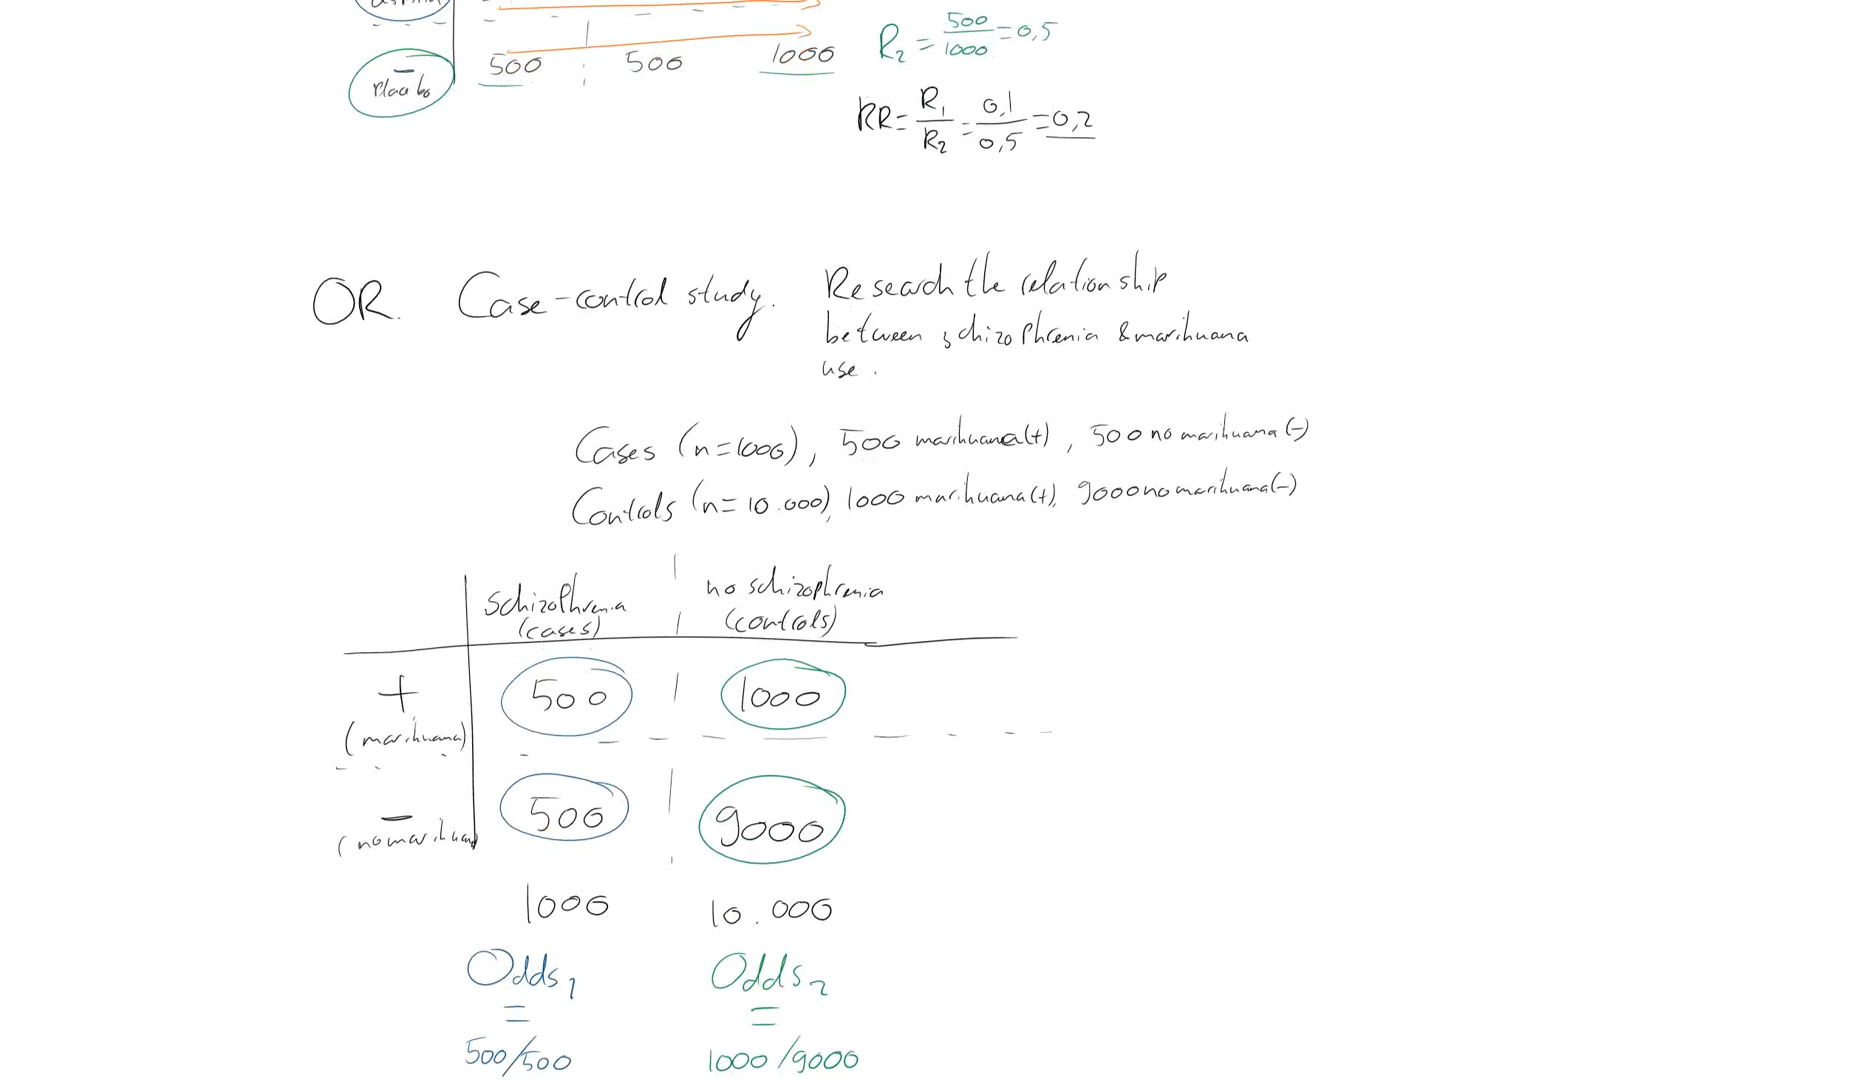 500 500 1000 R₂ = 500/1000 = 0,5
Placebo
RR = R₁/R₂ = 0,1/0,5 = 0,2
OR. Case-control study. Research the relationship
between schizophrenia & marihuana
use.
Cases (n=1000), 500 marihuana(+), 500 no marihuana (-)
Controls (n=10.000), 1000 marihuana(+), 9000 no marihuana(-)
schizophrenia no schizophrenia
(cases) (controls)
+ 500 1000
(marihuana)
- 500 9000
(no marihuana
1000 10.000
Odds₁ Odds₂
= =
500/500 1000/9000